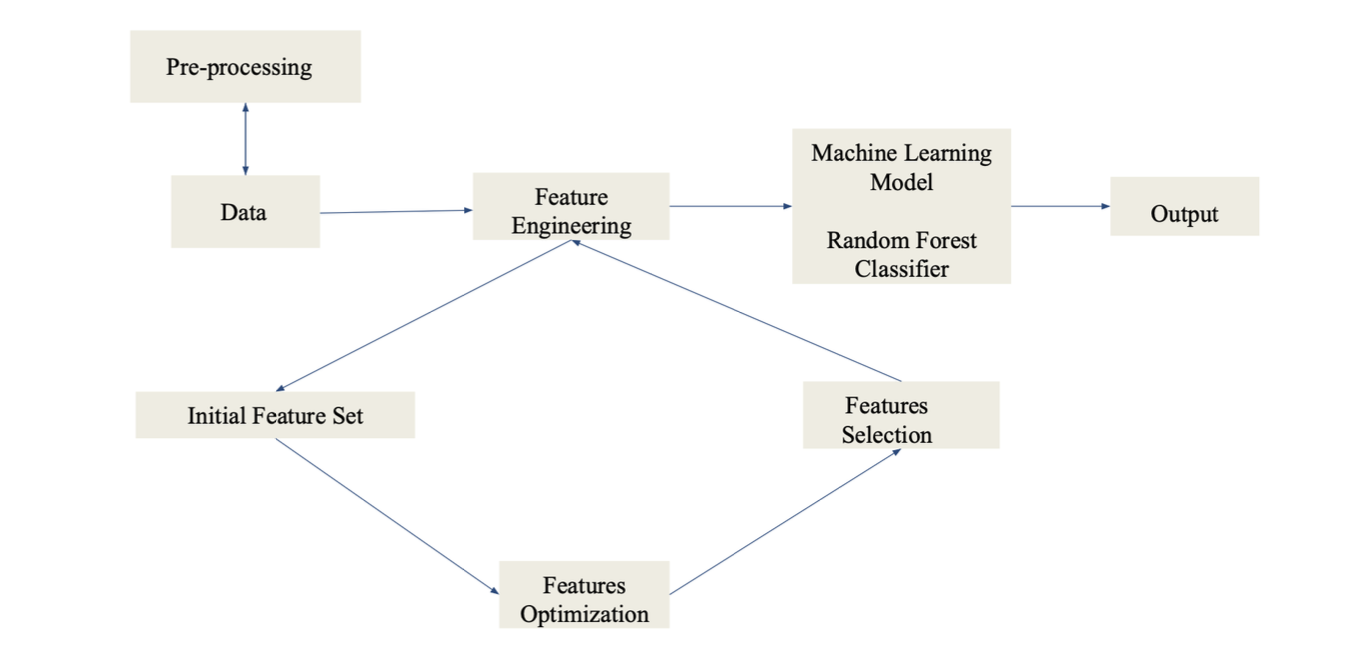 Pre-processing
Data
Feature
Engineering
Machine Learning
Model
Random Forest
Classifier
Output
Initial Feature Set
Features
Selection
Features
Optimization